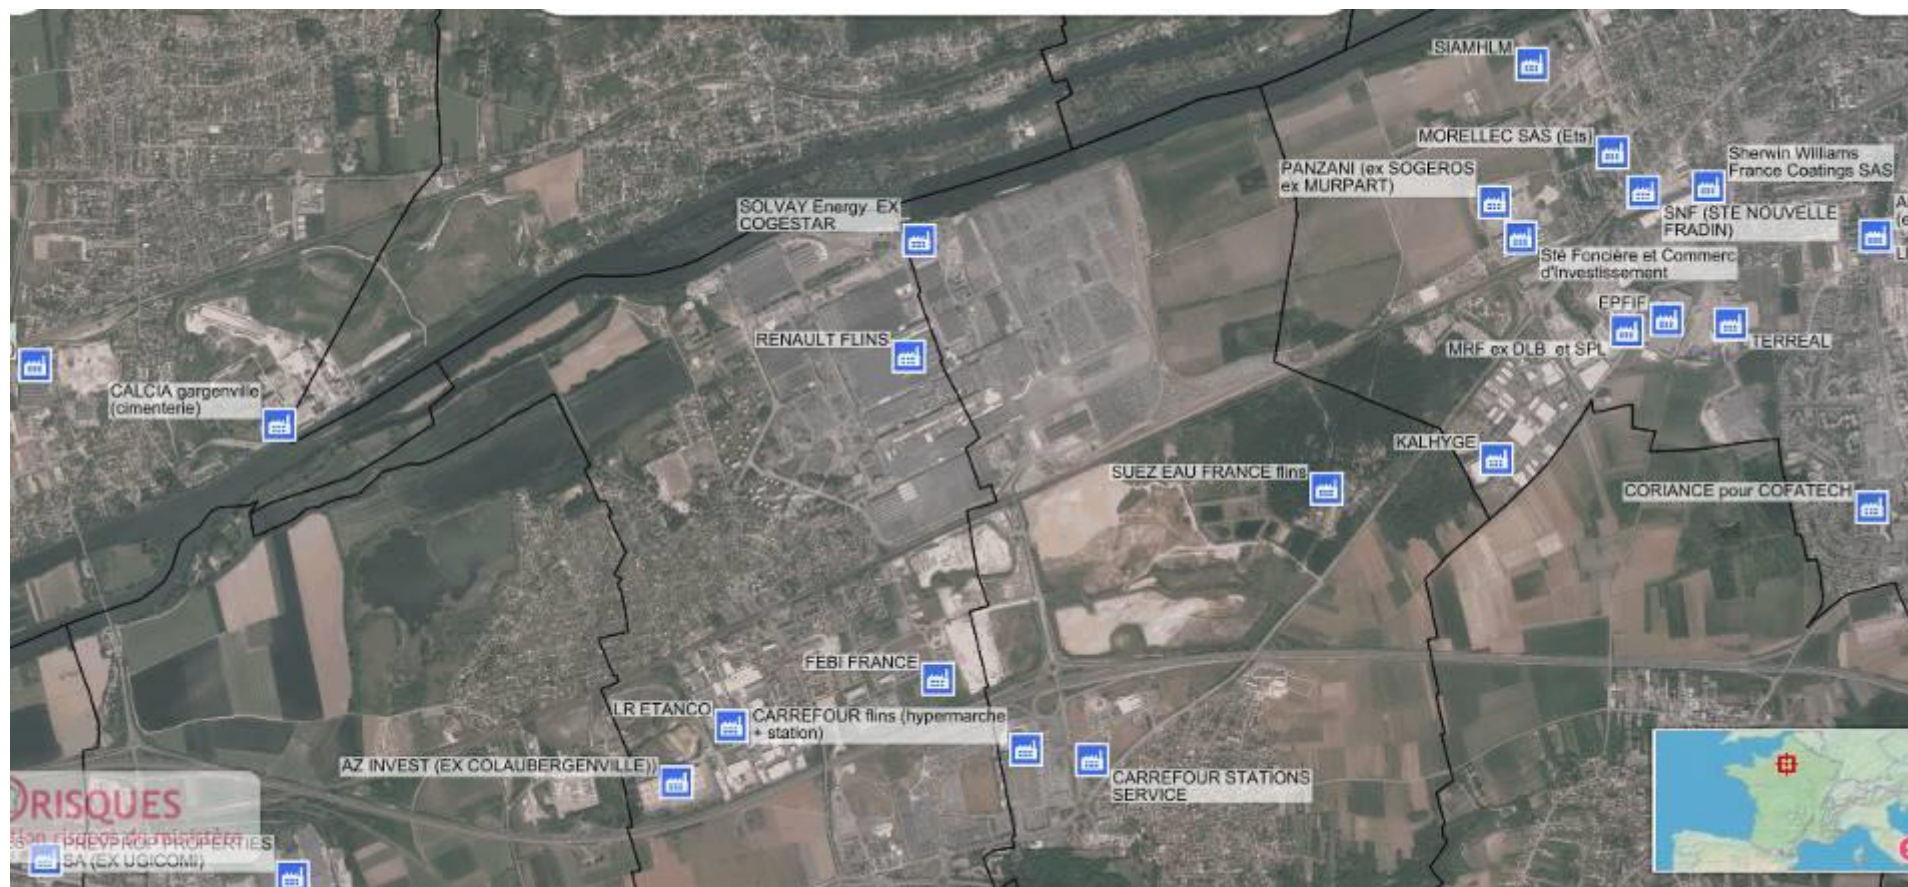 SIAMHLM
MORELLEC SAS (Ets)
Sherwin Williams
France Coatings SAS
PANZANI (ex SOGEROS
ex MURPART)
SOLVAY Energy EX
COGESTAR
SNF (STE NOUVELLE
FRADIN)
Sté Foncière et Commerc
d'Investissement
EPFIF
RENAULT FLINS
MRF ex DLB et SPL
TERREAL
CALCIA gargenville
(cimenterie)
KALHYGE
SUEZ EAU FRANCE flins
CORIANCE pour COFATECH
FEBI FRANCE
LR ETANCO
CARREFOUR flins (hypermarche
+ station)
AZ INVEST (EX COLAUBERGENVILLE))
CARREFOUR STATIONS
SERVICE
RISQUES
risques du ministère
PREVPROP PROPERTIES
SA (EX UGICOMI)